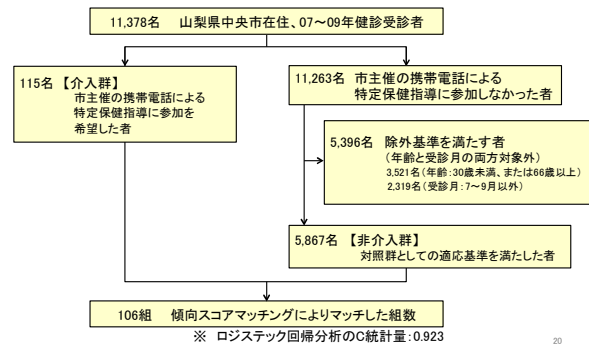 11,378名　山梨県中央市在住、07～09年健診受診者
115名 【介入群】
市主催の携帯電話による
特定保健指導に参加を
希望した者
11,263名 市主催の携帯電話による
特定保健指導に参加しなかった者
5,396名　除外基準を満たす者
（年齢と受診月の両方対象外）
3,521名（年齢：30歳未満、または66歳以上）
2,319名（受診月：7～9月以外）
5,867名 【非介入群】
対照群としての適応基準を満たした者
106組　傾向スコアマッチングによりマッチした組数
※ ロジステック回帰分析のC統計量：0.923
20